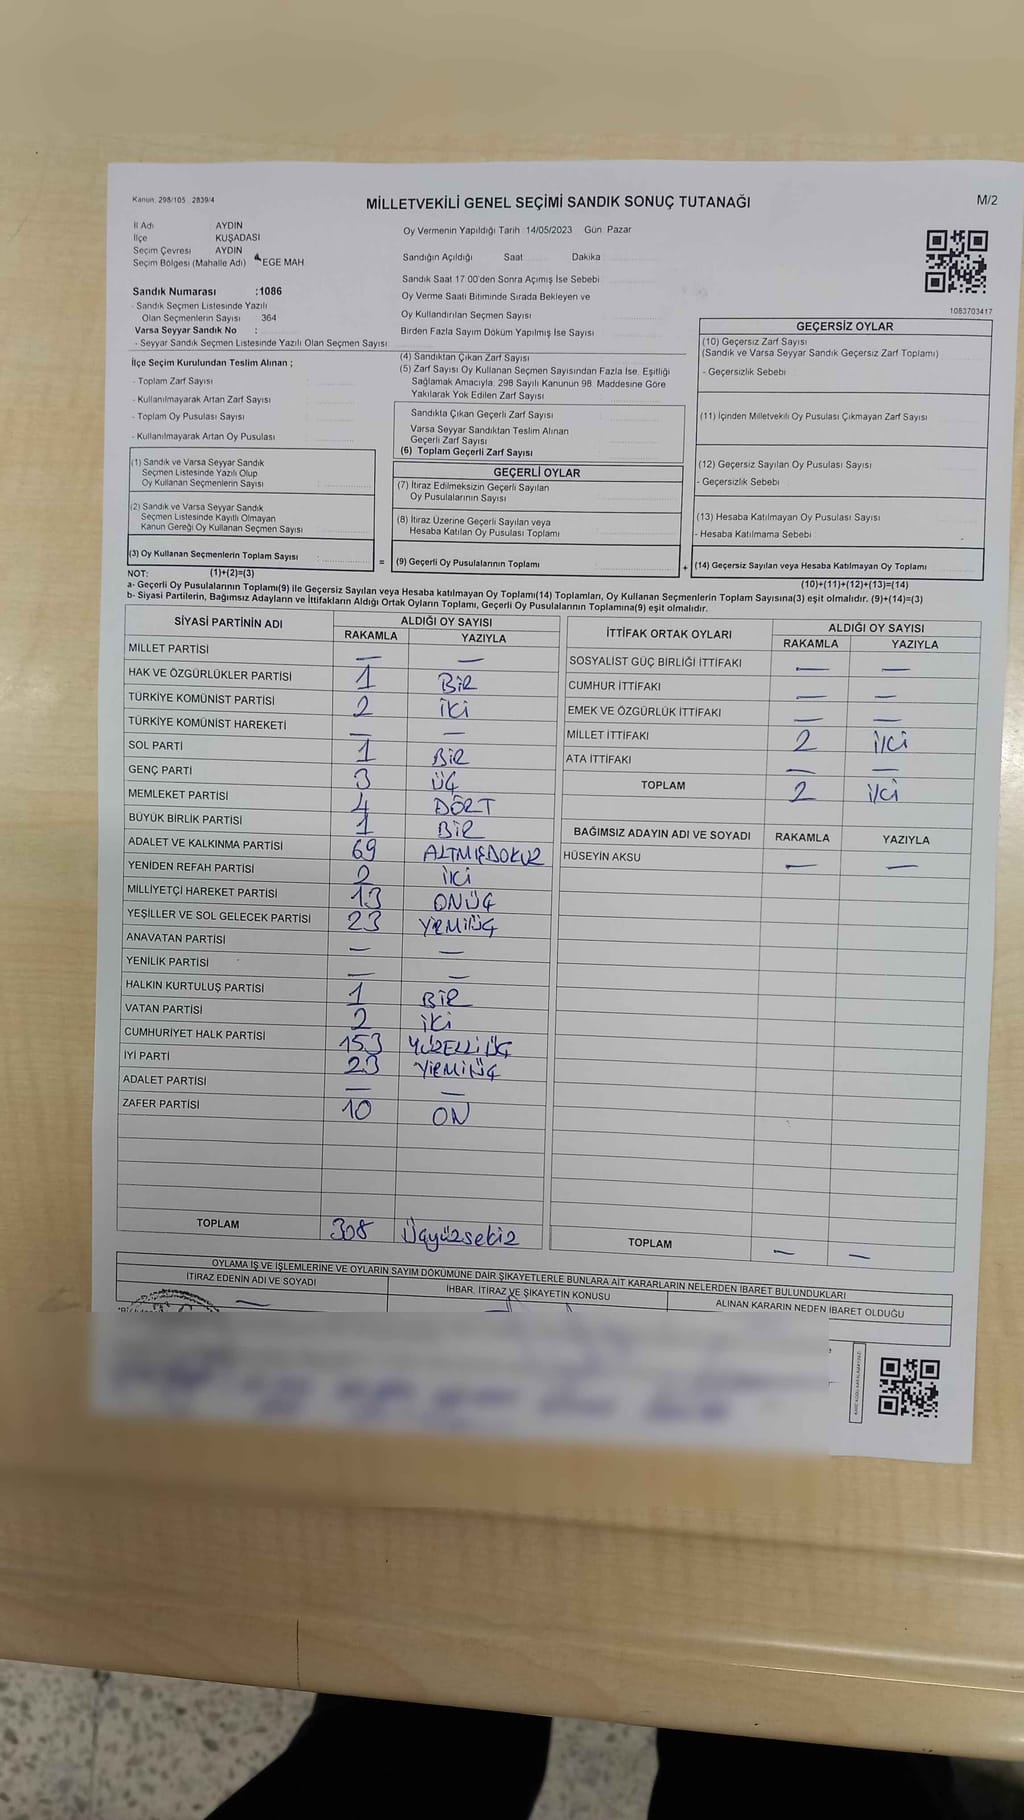 Kanun: 298/105 2839/4
MİLLETVEKİLİ GENEL SEÇİMİ SANDIK SONUÇ TUTANAĞI
M/2
İl Adı AYDIN
İlçe KUŞADASI
Seçim Çevresi AYDIN
Seçim Bölgesi (Mahalle Adı) EGE MAH.
Sandık Numarası :1086
- Sandık Seçmen Listesinde Yazılı
Olan Seçmenlerin Sayısı 364
Varsa Seyyar Sandık No :
- Seyyar Sandık Seçmen Listesinde Yazılı Olan Seçmen Sayısı
Oy Vermenin Yapıldığı Tarih 14/05/2023 Gün Pazar
Sandığın Açıldığı Saat Dakika
Sandık Saat 17:00'den Sonra Açımış İse Sebebi
Oy Verme Saati Bitiminde Sırada Bekleyen ve
Oy Kullandırılan Seçmen Sayısı
Birden Fazla Sayım Döküm Yapılmış İse Sayısı
1083703417
İlçe Seçim Kurulundan Teslim Alınan ;
- Toplam Zarf Sayısı
- Kullanılmayarak Artan Zarf Sayısı
- Toplam Oy Pusulası Sayısı
- Kullanılmayarak Artan Oy Pusulası
(1) Sandık ve Varsa Seyyar Sandık
Seçmen Listesinde Yazılı Olup
Oy Kullanan Seçmenlerin Sayısı
(2) Sandık ve Varsa Seyyar Sandık
Seçmen Listesinde Kayıtlı Olmayan
Kanun Gereği Oy Kullanan Seçmen Sayısı
(3) Oy Kullanan Seçmenlerin Toplam Sayısı :
(4) Sandıktan Çıkan Zarf Sayısı
(5) Zarf Sayısı Oy Kullanan Seçmen Sayısından Fazla İse, Eşitliği
Sağlamak Amacıyla, 298 Sayılı Kanunun 98. Maddesine Göre
Yakılarak Yok Edilen Zarf Sayısı
Sandıkta Çıkan Geçerli Zarf Sayısı
Varsa Seyyar Sandıktan Teslim Alınan
Geçerli Zarf Sayısı
(6) Toplam Geçerli Zarf Sayısı
GEÇERLİ OYLAR
(7) İtiraz Edilmeksizin Geçerli Sayılan
Oy Pusulalarının Sayısı
(8) İtiraz Üzerine Geçerli Sayılan veya
Hesaba Katılan Oy Pusulası Toplamı
= (9) Geçerli Oy Pusulalarının Toplamı
GEÇERSİZ OYLAR
(10) Geçersiz Zarf Sayısı
(Sandık ve Varsa Seyyar Sandık Geçersiz Zarf Toplamı)
- Geçersizlik Sebebi
(11) İçinden Milletvekili Oy Pusulası Çıkmayan Zarf Sayısı
(12) Geçersiz Sayılan Oy Pusulası Sayısı
- Geçersizlik Sebebi
(13) Hesaba Katılmayan Oy Pusulası Sayısı
- Hesaba Katılmama Sebebi
+ (14) Geçersiz Sayılan veya Hesaba Katılmayan Oy Toplamı
NOT: (1)+(2)=(3)
(10)+(11)+(12)+(13)=(14)
a- Geçerli Oy Pusulalarının Toplamı(9) ile Geçersiz Sayılan veya Hesaba katılmayan Oy Toplamı(14) Toplamları, Oy Kullanan Seçmenlerin Toplam Sayısına(3) eşit olmalıdır. (9)+(14)=(3)
b- Siyasi Partilerin, Bağımsız Adayların ve İttifakların Aldığı Ortak Oyların Toplamı, Geçerli Oy Pusulalarının Toplamına(9) eşit olmalıdır.
SİYASİ PARTİNİN ADI ALDIĞI OY SAYISI
RAKAMLA YAZIYLA
MİLLET PARTİSİ — —
HAK VE ÖZGÜRLÜKLER PARTİSİ 1 BİR
TÜRKİYE KOMÜNİST PARTİSİ 2 İKİ
TÜRKİYE KOMÜNİST HAREKETİ — —
SOL PARTİ 1 BİR
GENÇ PARTİ 3 ÜÇ
MEMLEKET PARTİSİ 4 DÖRT
BÜYÜK BİRLİK PARTİSİ 1 BİR
ADALET VE KALKINMA PARTİSİ 69 ALTMIŞDOKUZ
YENİDEN REFAH PARTİSİ 2 İKİ
MİLLİYETÇİ HAREKET PARTİSİ 13 ONÜÇ
YEŞİLLER VE SOL GELECEK PARTİSİ 23 YİRMİÜÇ
ANAVATAN PARTİSİ — —
YENİLİK PARTİSİ — —
HALKIN KURTULUŞ PARTİSİ 1 BİR
VATAN PARTİSİ 2 İKİ
CUMHURİYET HALK PARTİSİ 153 YÜZELLİÜÇ
İYİ PARTİ 23 YİRMİÜÇ
ADALET PARTİSİ — —
ZAFER PARTİSİ 10 ON
TOPLAM 308 Üçyüzsekiz
İTTİFAK ORTAK OYLARI ALDIĞI OY SAYISI
RAKAMLA YAZIYLA
SOSYALİST GÜÇ BİRLİĞİ İTTİFAKI — —
CUMHUR İTTİFAKI — —
EMEK VE ÖZGÜRLÜK İTTİFAKI — —
MİLLET İTTİFAKI 2 İKİ
ATA İTTİFAKI — —
TOPLAM 2 İKİ
BAĞIMSIZ ADAYIN ADI VE SOYADI RAKAMLA YAZIYLA
HÜSEYİN AKSU — —
TOPLAM — —
OYLAMA İŞ VE İŞLEMLERİNE VE OYLARIN SAYIM DÖKÜMÜNE DAİR ŞİKAYETLERLE BUNLARA AİT KARARLARIN NELERDEN İBARET BULUNDUKLARI
İTİRAZ EDENİN ADI VE SOYADI İHBAR, İTİRAZ VE ŞİKAYETİN KONUSU ALINAN KARARIN NEDEN İBARET OLDUĞU